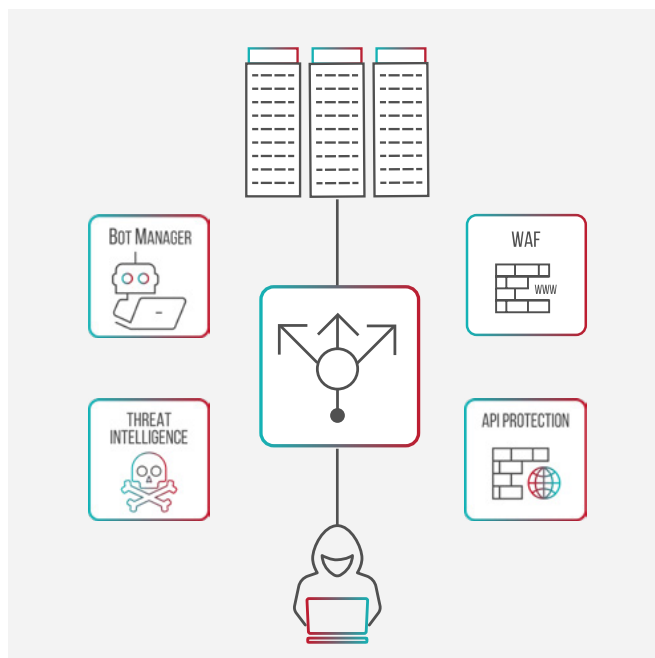 BOT MANAGER
WAF
WWW
THREAT
INTELLIGENCE
API PROTECTION